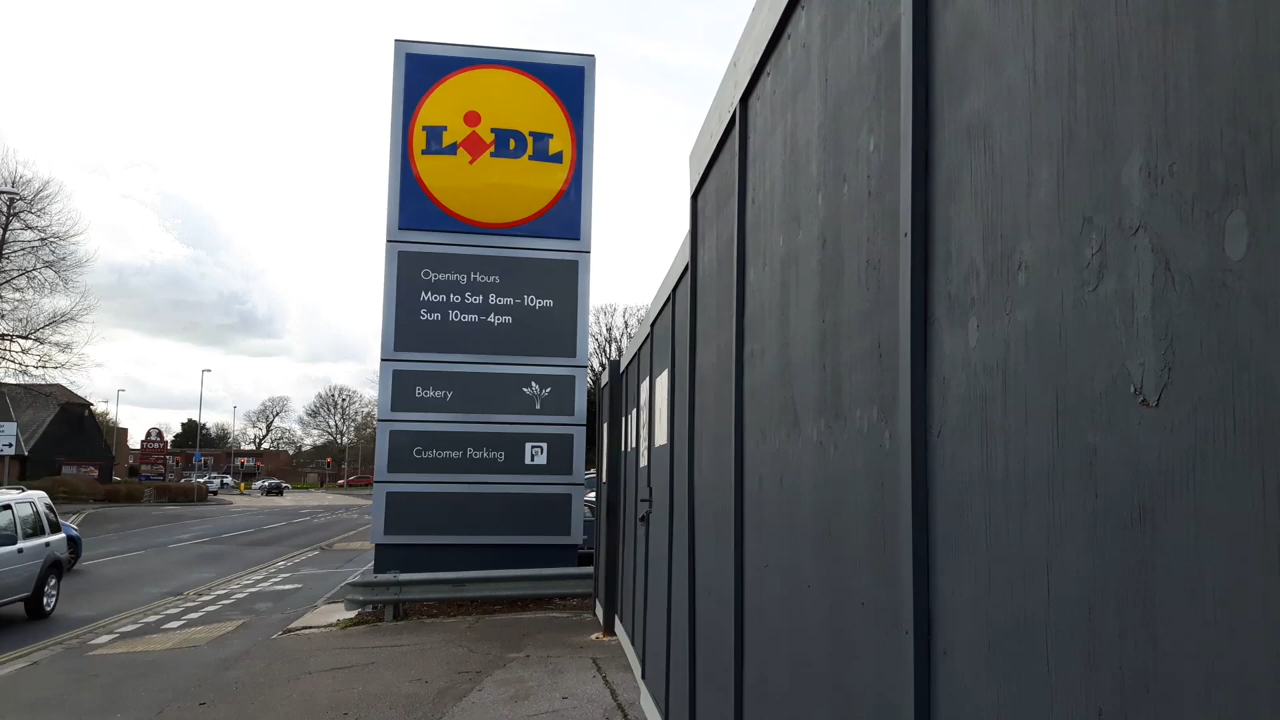 LIDL
Opening Hours
Mon to Sat 8am–10pm
Sun 10am–4pm
Bakery
Customer Parking
P
TOBY